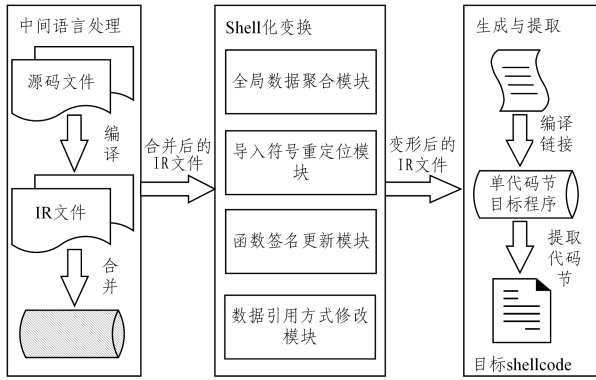 中间语言处理
源码文件
编
译
IR文件
合
并
合并后的
IR文件
Shell化变换
全局数据聚合模块
导入符号重定位模
块
函数签名更新模块
数据引用方式修改
模块
变形后的
IR文件
生成与提取
编译
链接
单代码节
目标程序
提取
代码
节
目标shellcode